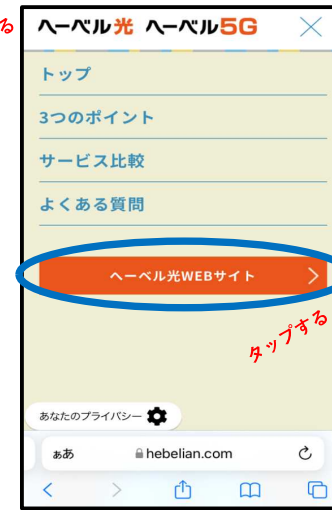 る
ヘーベル光 ヘーベル5G
トップ
3つのポイント
サービス比較
よくある質問
ヘーベル光WEBサイト
タップする
あなたのプライバシー
ぁあ
hebelian.com